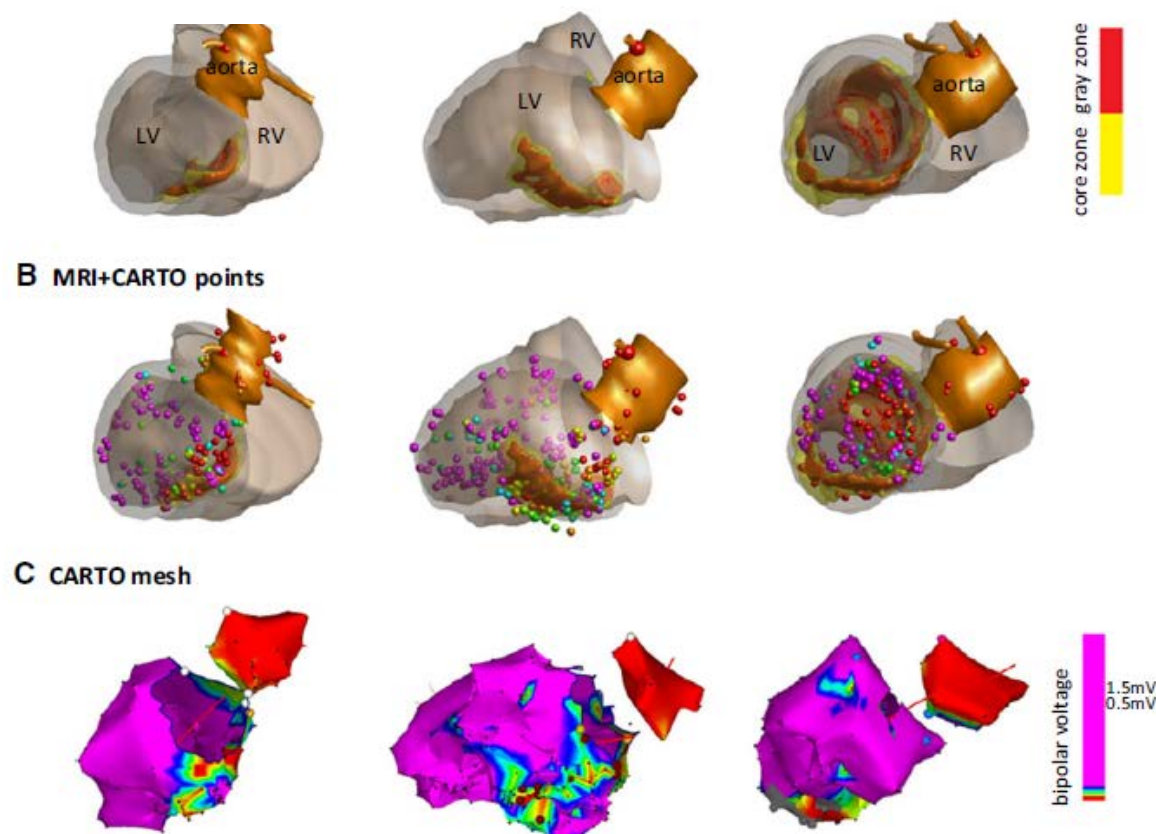 RV
aorta
aorta
aorta
LV
LV
RV
LV
RV
gray zone
core zone
B MRI+CARTO points
C CARTO mesh
1.5mV
0.5mV
bipolar voltage